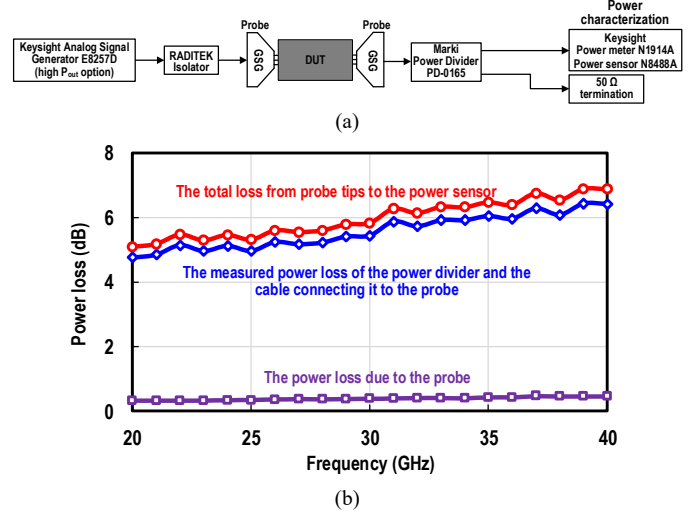 Power
characterization
Probe
Probe
Keysight Analog Signal
Generator E8257D
(high Pout option)
RADITEK
Isolator
GSG
DUT
GSG
Marki
Power Divider
PD-0165
Keysight
Power meter N1914A
Power sensor N8488A
50 Ω
termination
(a)
8
The total loss from probe tips to the power sensor
6
The measured power loss of the power divider and the
cable connecting it to the probe
4
Power loss (dB)
2
The power loss due to the probe
0
20 25 30 35 40
Frequency (GHz)
(b)